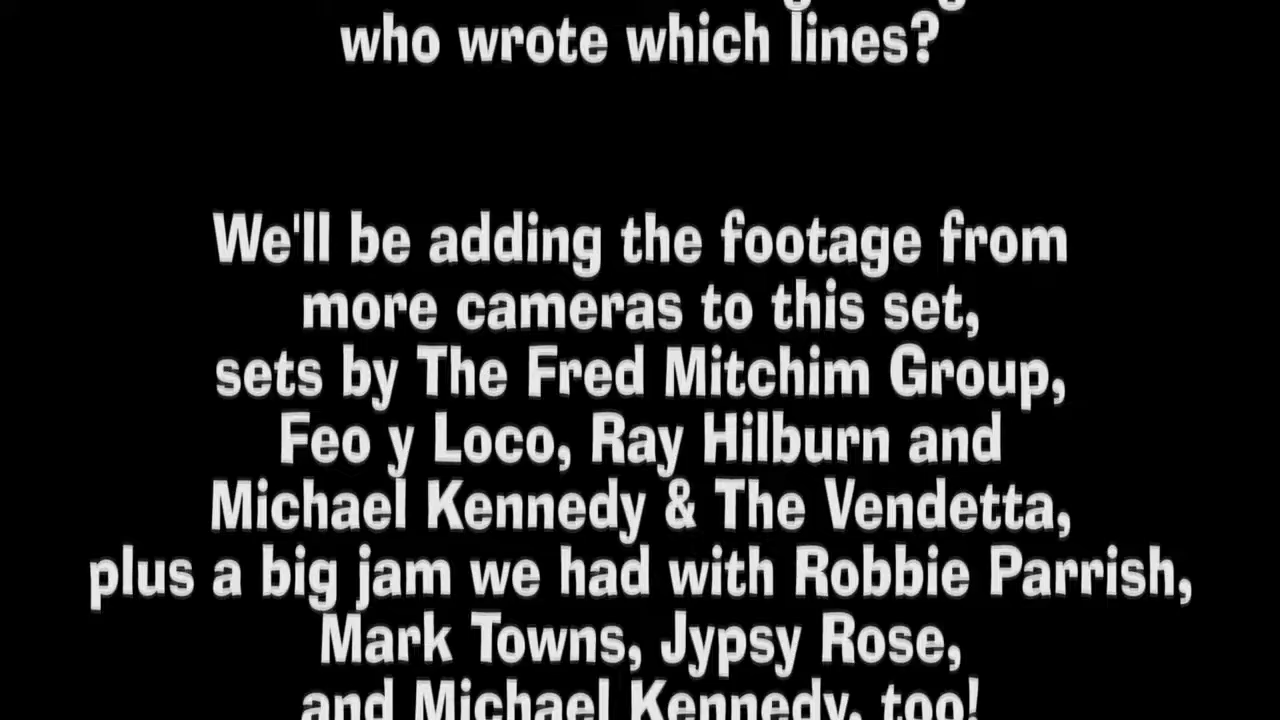 who wrote which lines?
We'll be adding the footage from
more cameras to this set,
sets by The Fred Mitchim Group,
Feo y Loco, Ray Hilburn and
Michael Kennedy & The Vendetta,
plus a big jam we had with Robbie Parrish,
Mark Towns, Jypsy Rose,
and Michael Kennedy, too!